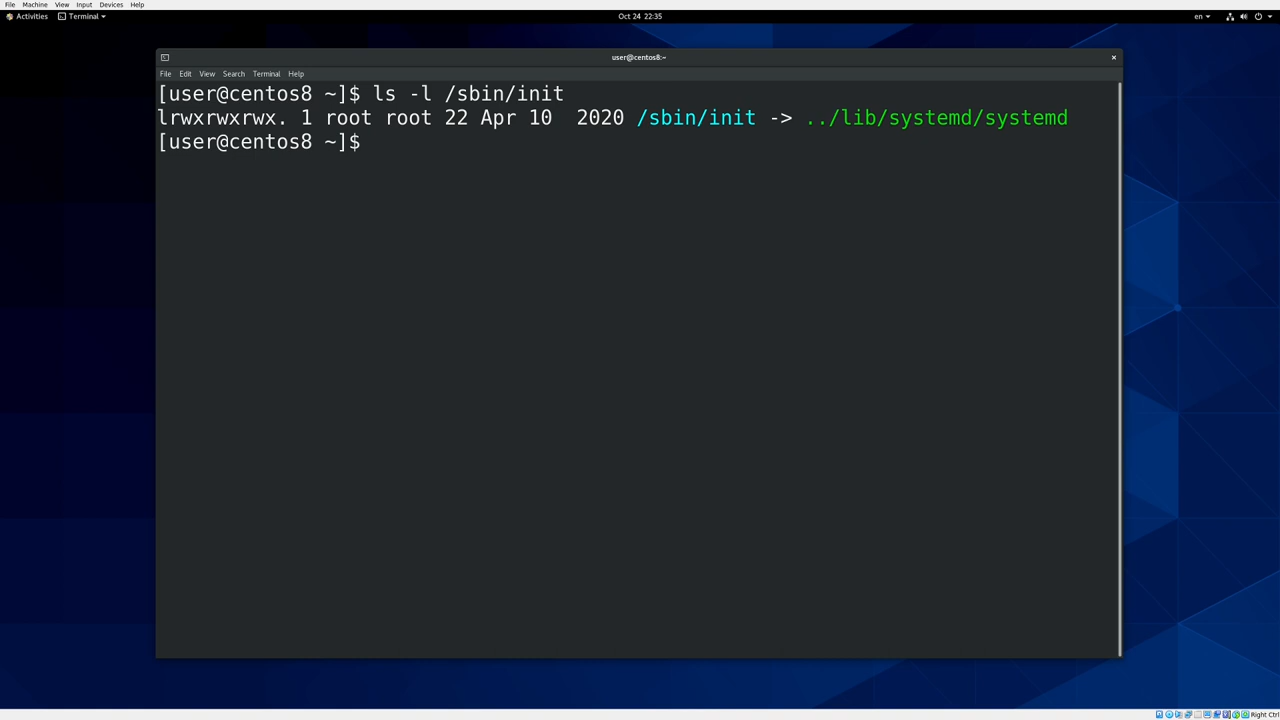 File Machine View Input Devices Help
Activities Terminal Oct 24 22:35 en
user@centos8:~
File Edit View Search Terminal Help
[user@centos8 ~]$ ls -l /sbin/init
lrwxrwxrwx. 1 root root 22 Apr 10  2020 /sbin/init -> ../lib/systemd/systemd
[user@centos8 ~]$
Right Ctrl